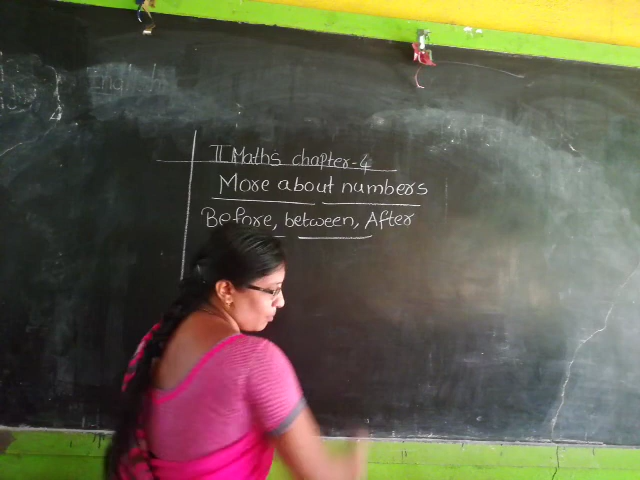 II Maths chapter-4
More about numbers
Before, between, After